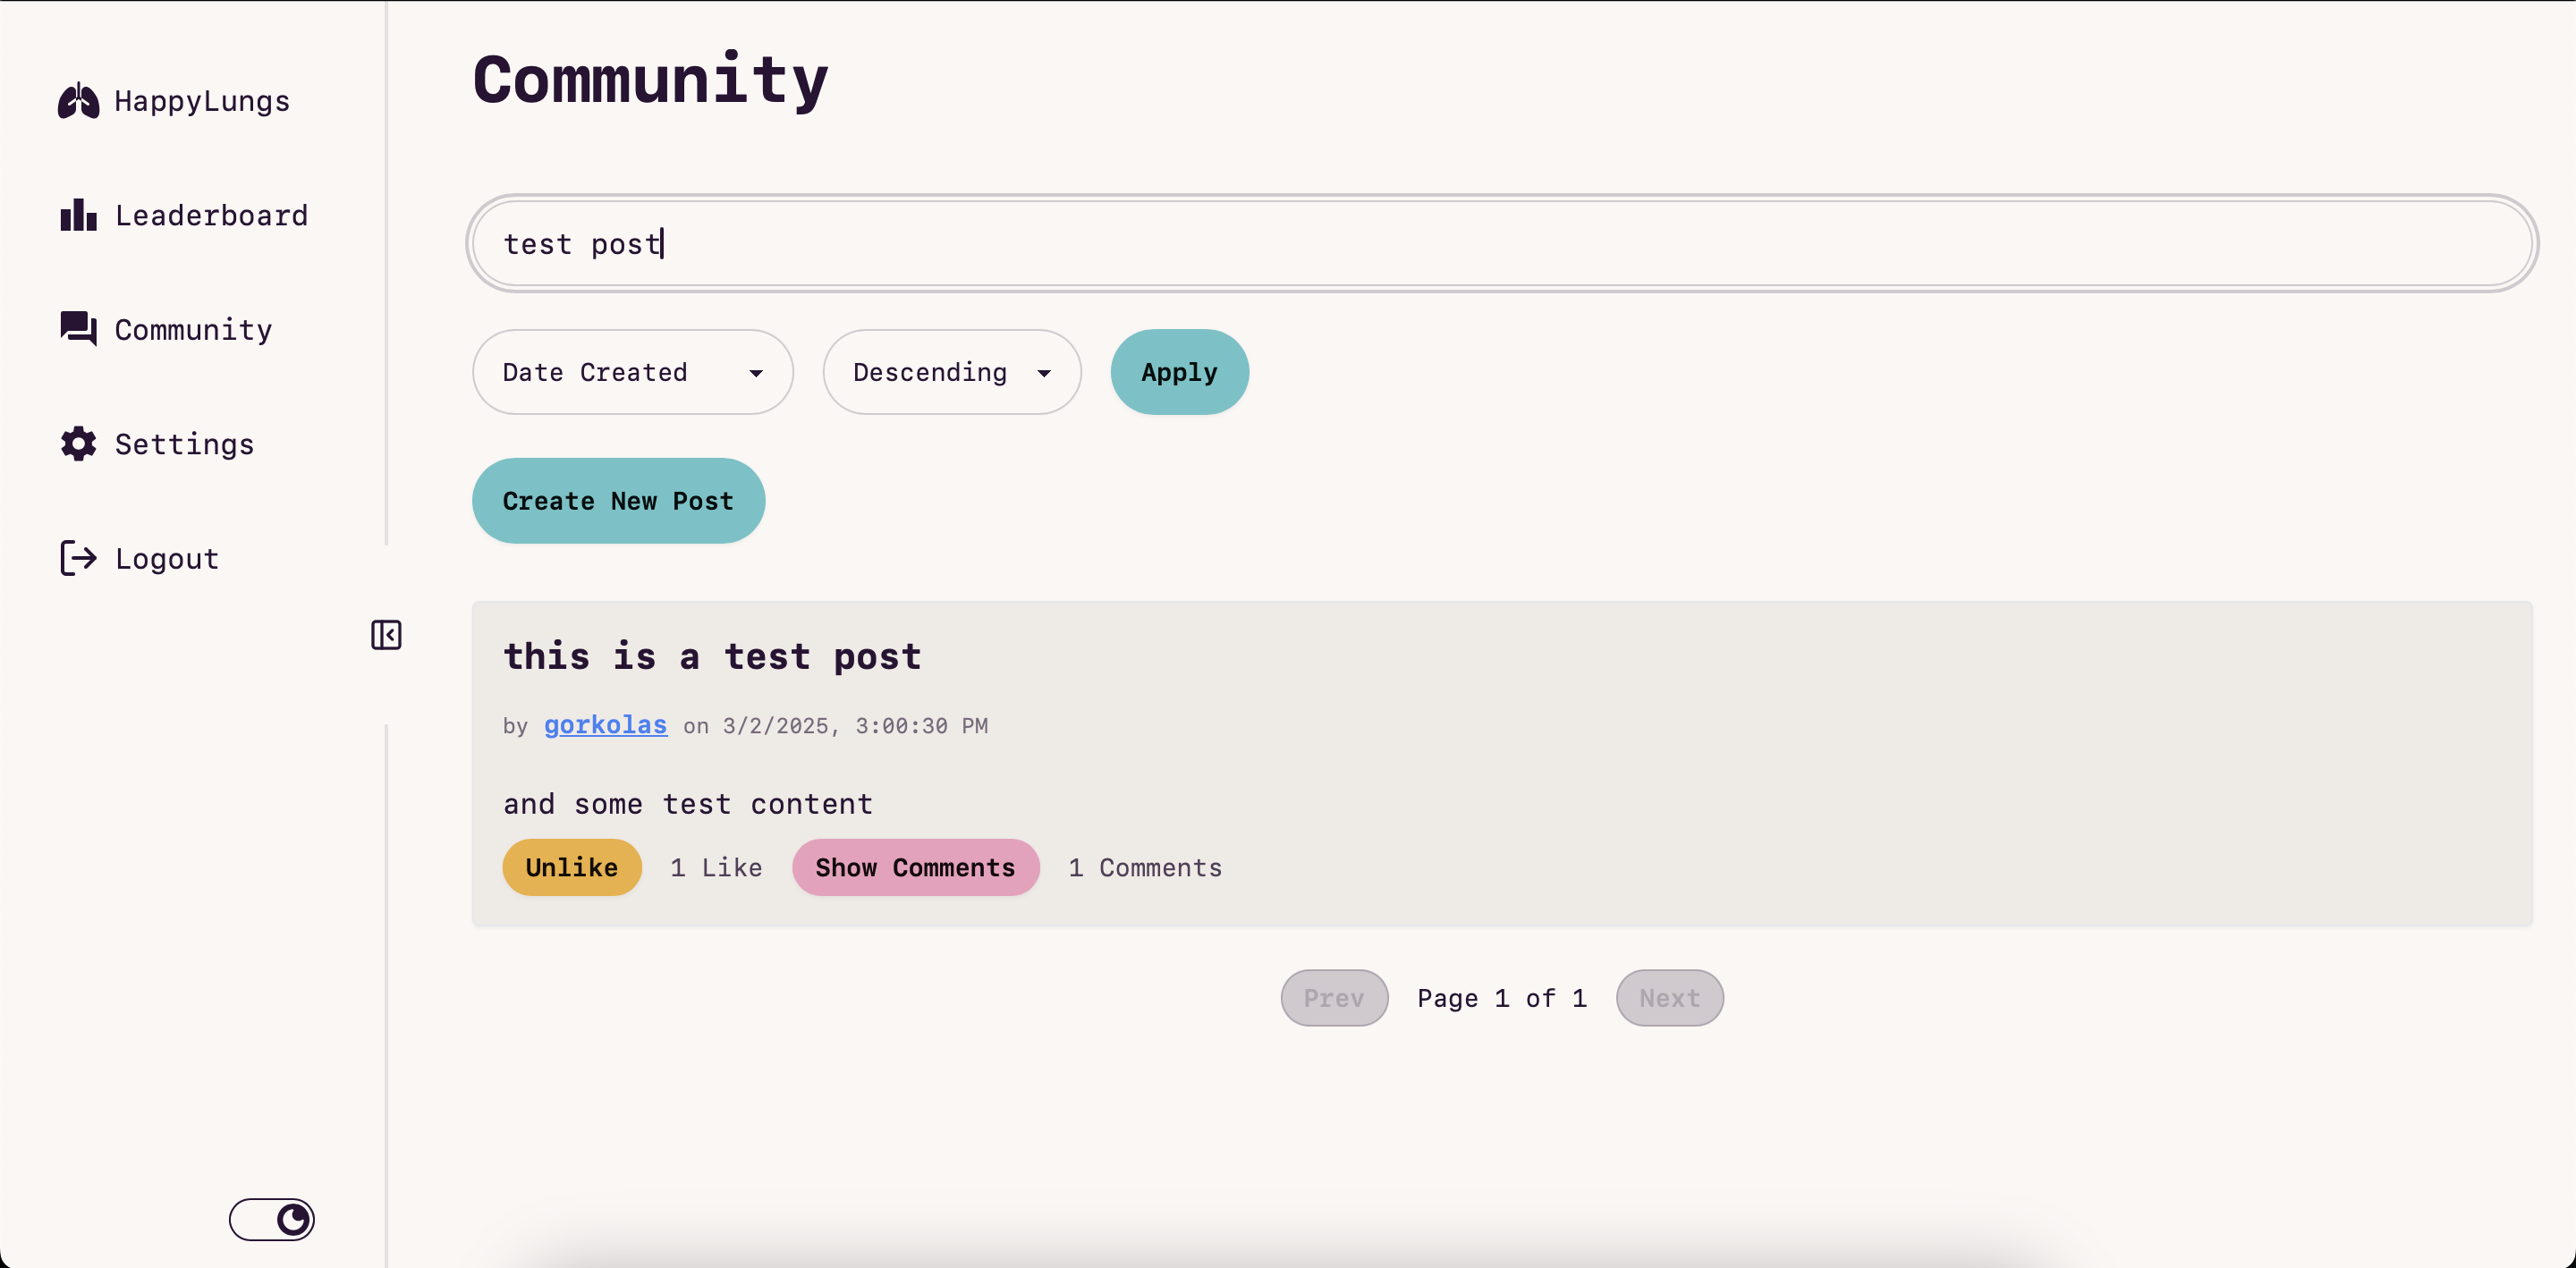 HappyLungs
Leaderboard
Community
Settings
Logout
Community
test post
Date Created
Descending
Apply
Create New Post
this is a test post
by gorkolas on 3/2/2025, 3:00:30 PM
and some test content
Unlike 1 Like Show Comments 1 Comments
Prev Page 1 of 1 Next